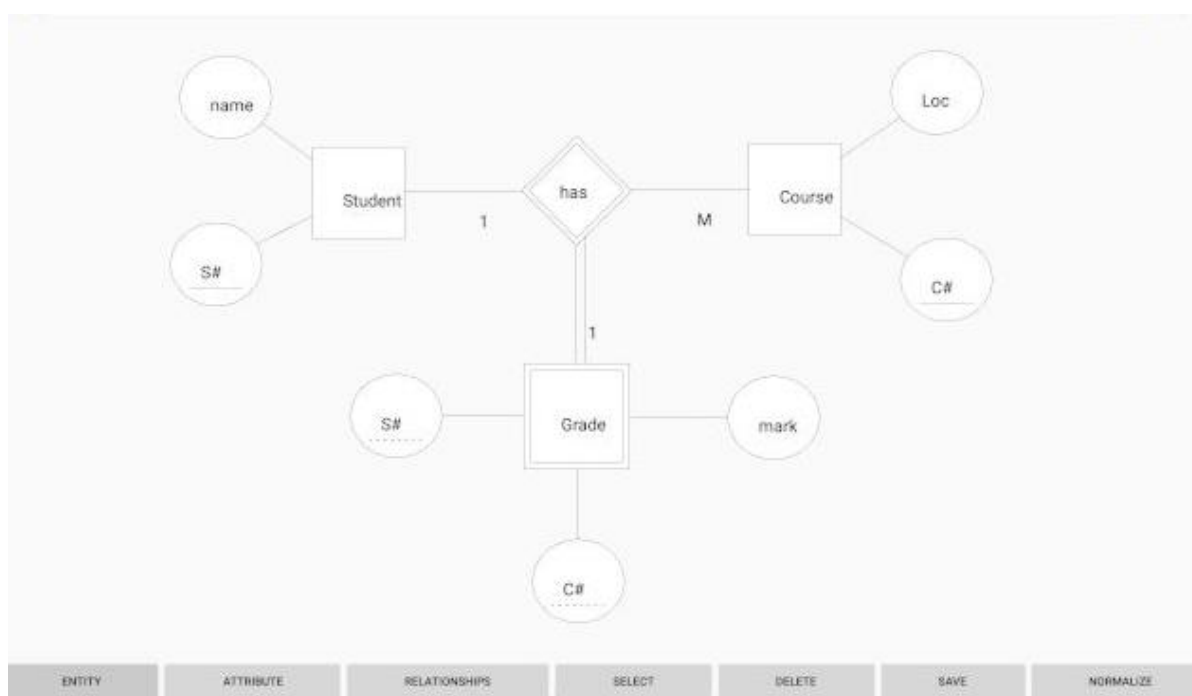 name
Loc
has
Student
Course
1
M
S#
C#
1
S#
Grade
mark
C#
ENTITY
ATTRIBUTE
RELATIONSHIPS
SELECT
DELETE
SAVE
NORMALIZE